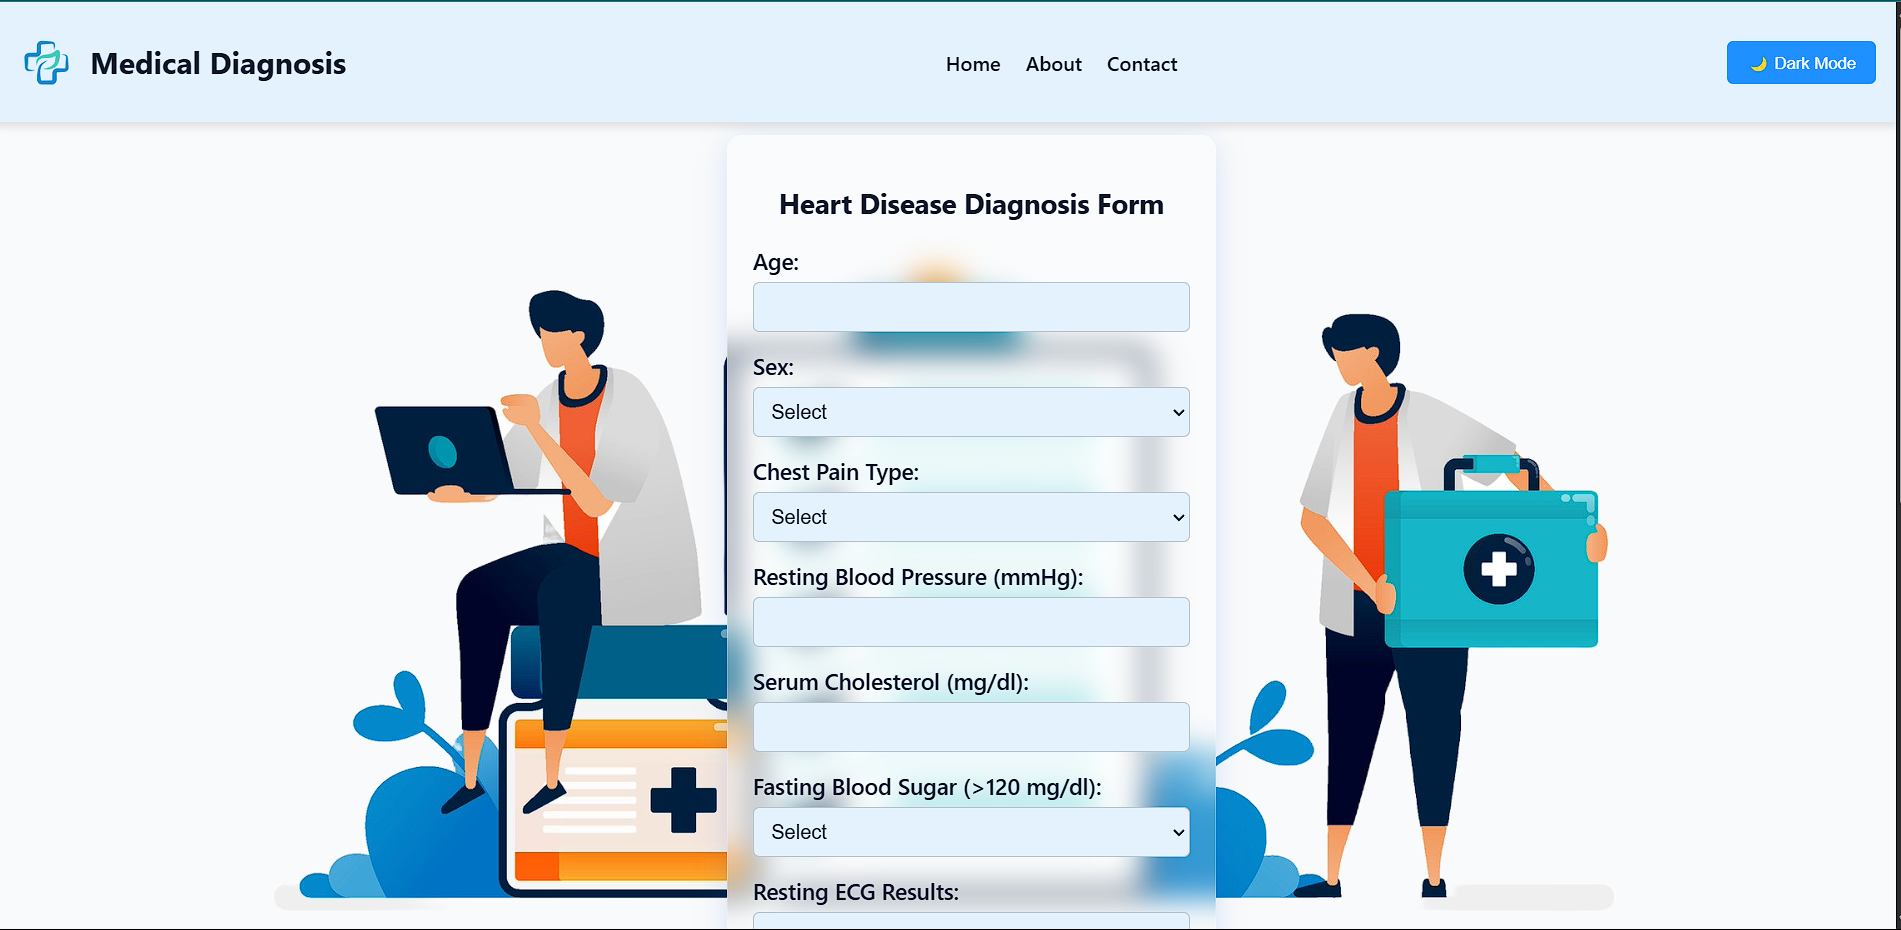 Medical Diagnosis
Home About Contact
🌙 Dark Mode
Heart Disease Diagnosis Form
Age:
Sex:
Select
Chest Pain Type:
Select
Resting Blood Pressure (mmHg):
Serum Cholesterol (mg/dl):
Fasting Blood Sugar (>120 mg/dl):
Select
Resting ECG Results: